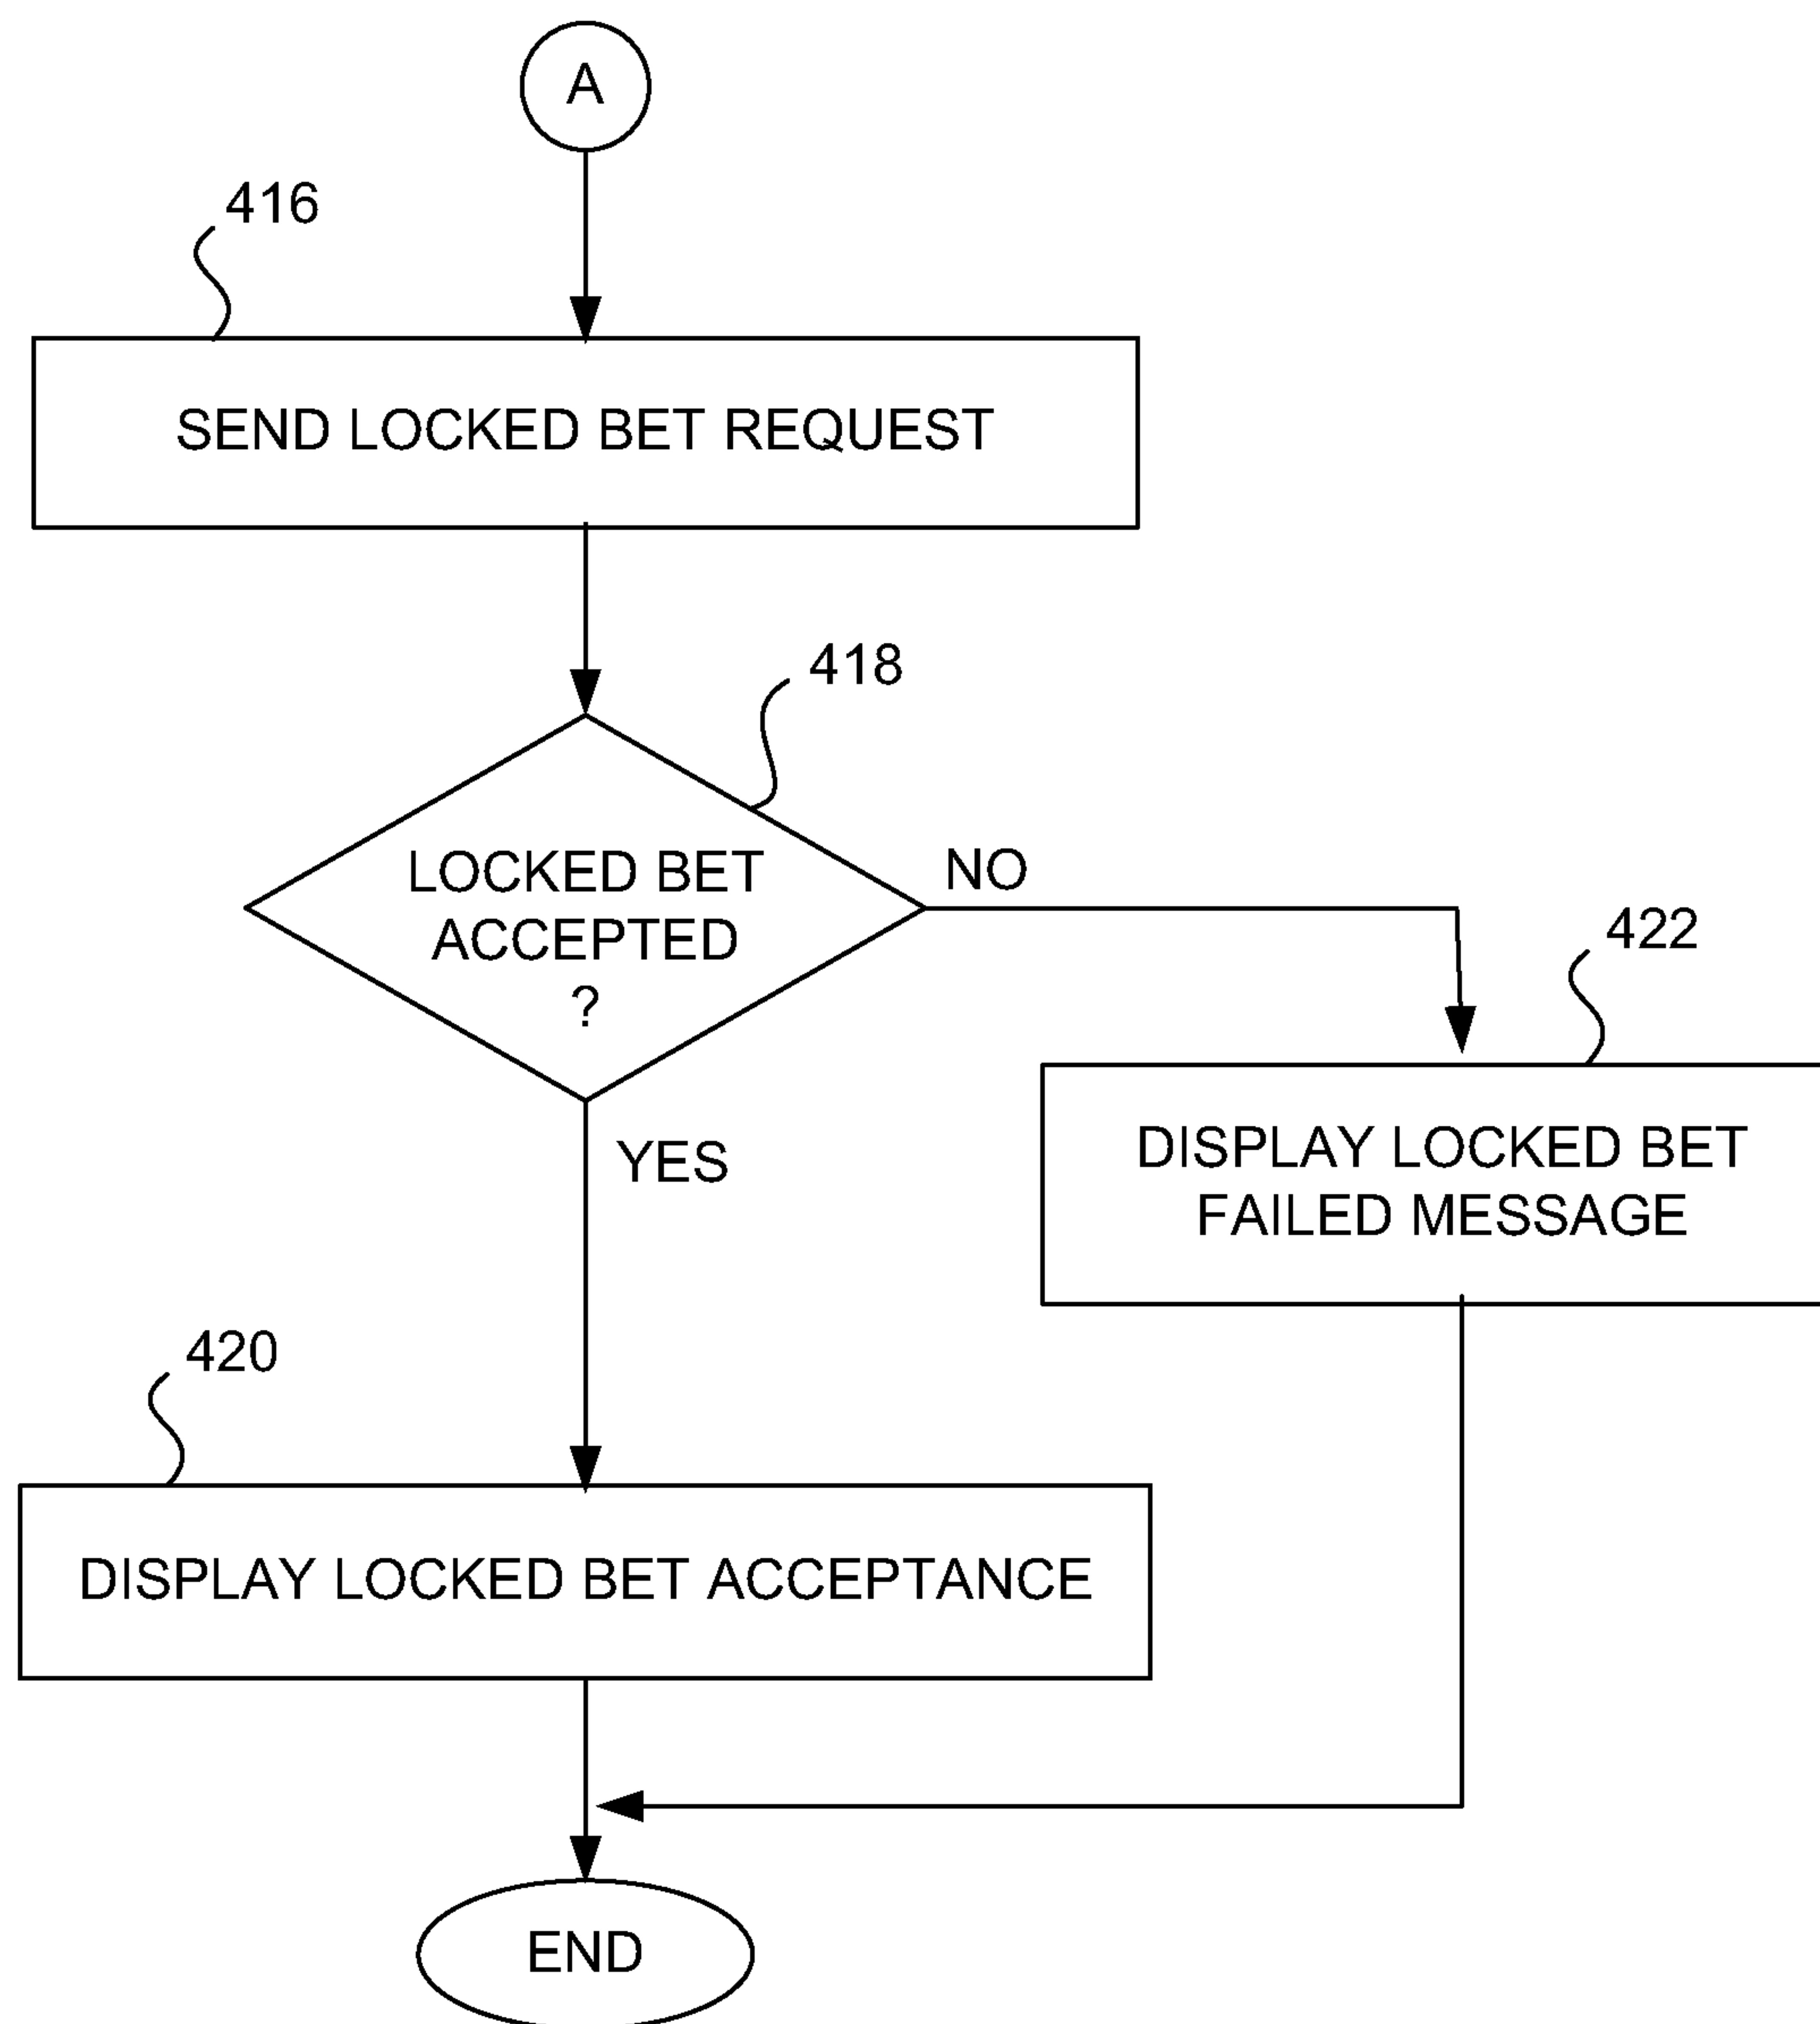 A
416
SEND LOCKED BET REQUEST
418
LOCKED BET
ACCEPTED
?
NO
422
YES
DISPLAY LOCKED BET
FAILED MESSAGE
420
DISPLAY LOCKED BET ACCEPTANCE
END